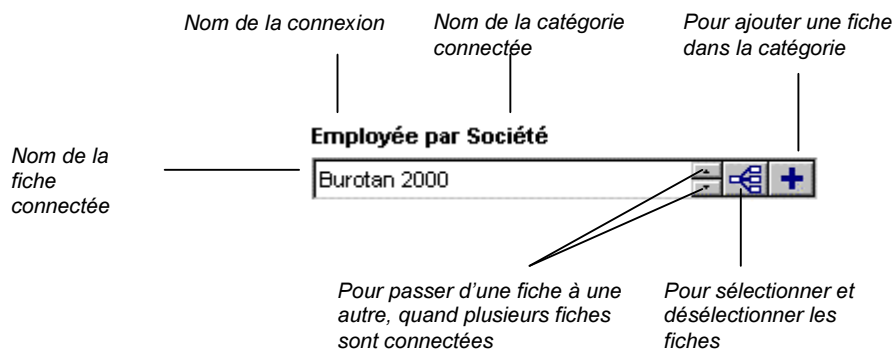 Nom de la connexion
Nom de la catégorie
connectée
Pour ajouter une fiche
dans la catégorie
Employée par Société
Nom de la
fiche
connectée
Burotan 2000
Pour passer d’une fiche à une
autre, quand plusieurs fiches
sont connectées
Pour sélectionner et
désélectionner les
fiches